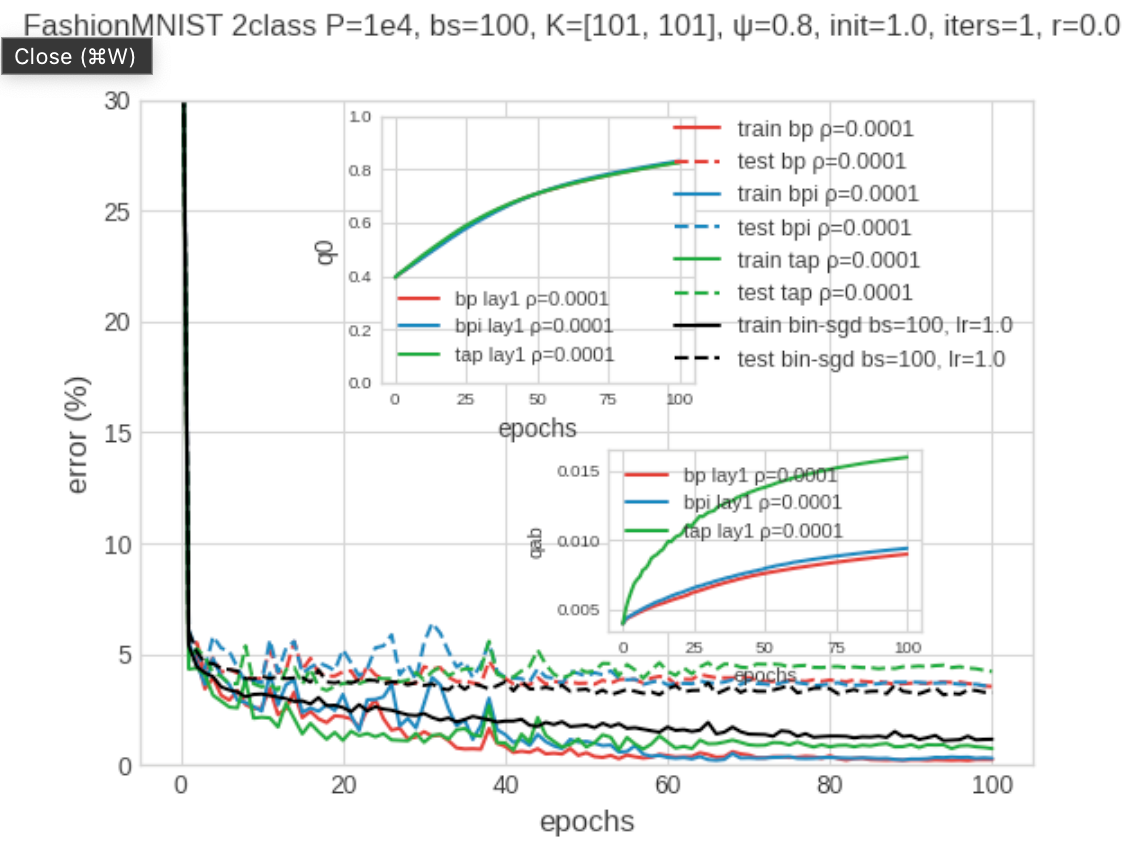 FashionMNIST 2class P=1e4, bs=100, K=[101, 101], ψ=0.8, init=1.0, iters=1, r=0.0
Close (⌘W)
30
25
20
15
10
5
0
error (%)
0
20
40
60
80
100
epochs
1.0
0.8
0.6
0.4
0.2
0.0
q0
bp lay1 ρ=0.0001
bpi lay1 ρ=0.0001
tap lay1 ρ=0.0001
0
25
50
75
100
epochs
train bp ρ=0.0001
test bp ρ=0.0001
train bpi ρ=0.0001
test bpi ρ=0.0001
train tap ρ=0.0001
test tap ρ=0.0001
train bin-sgd bs=100, lr=1.0
test bin-sgd bs=100, lr=1.0
0.015
0.010
0.005
qab
bp lay1 ρ=0.0001
bpi lay1 ρ=0.0001
tap lay1 ρ=0.0001
0
25
50
75
100
epochs